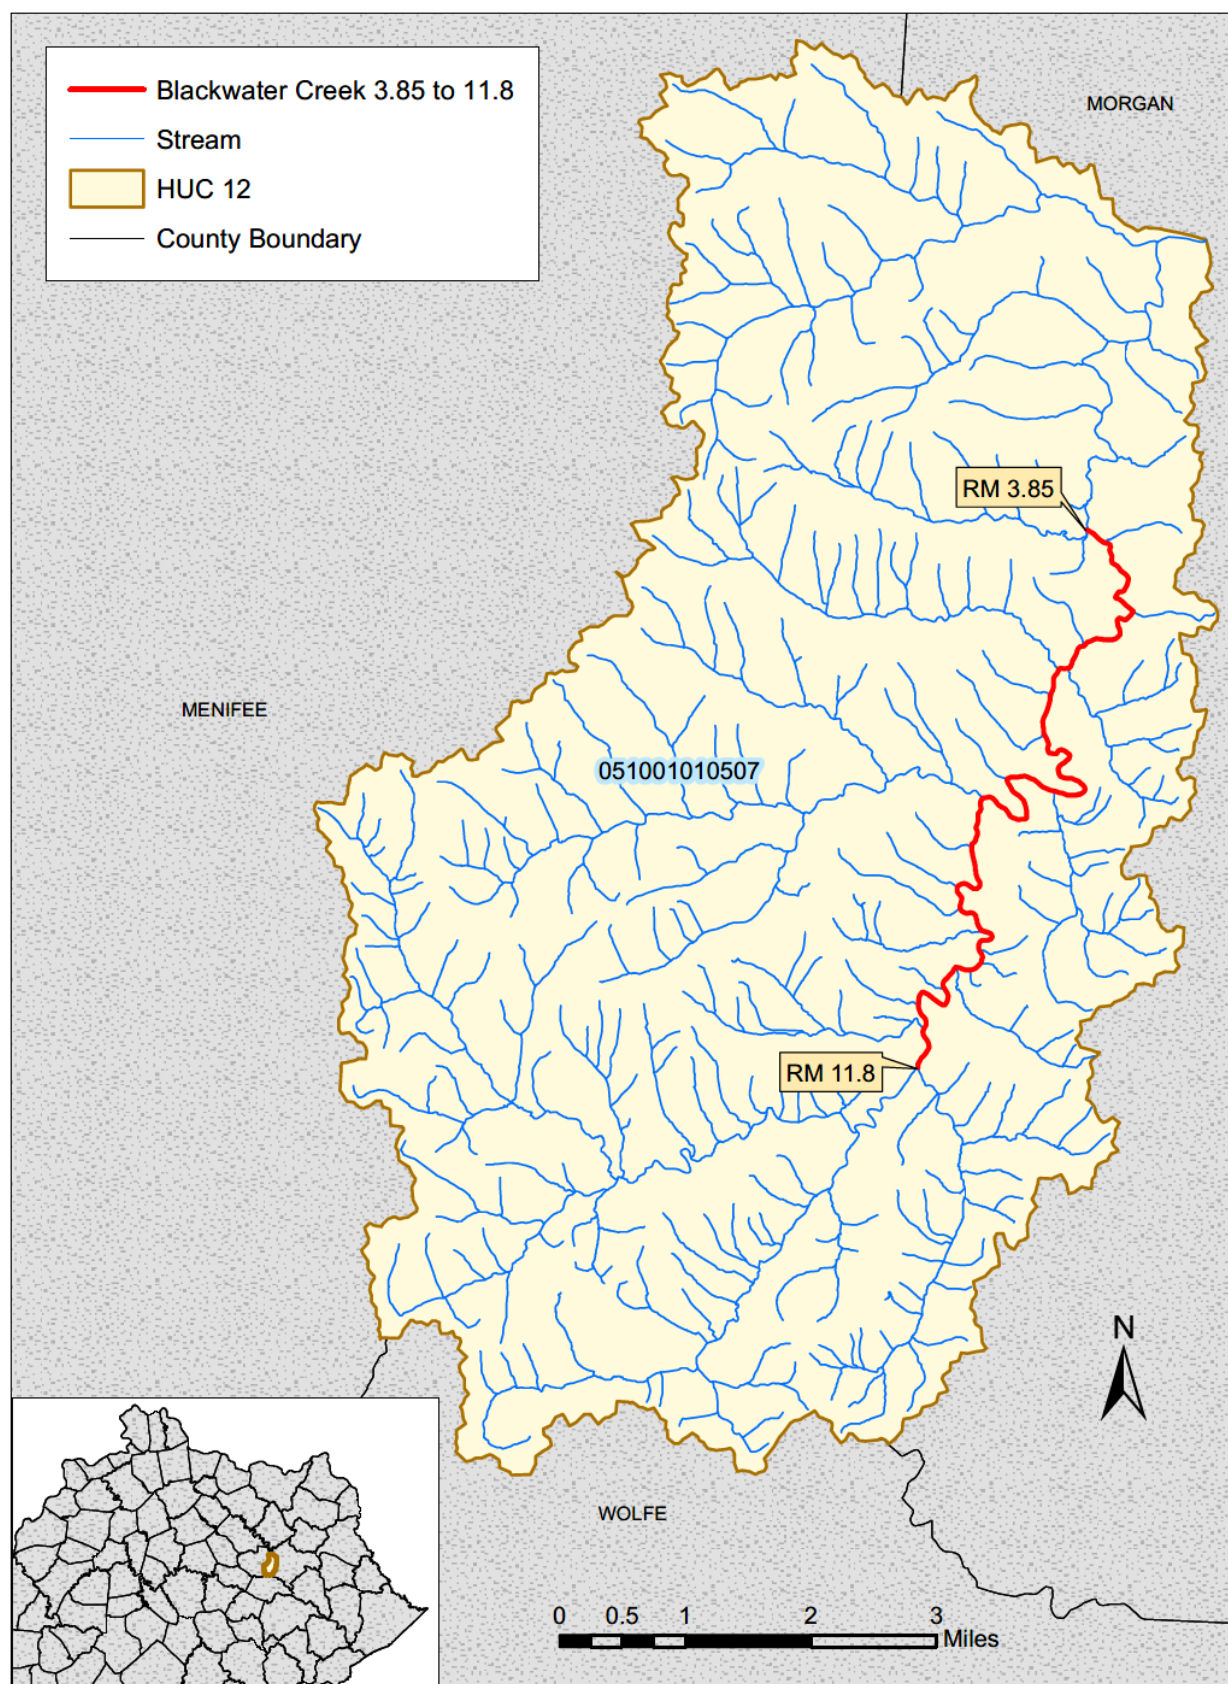 Blackwater Creek 3.85 to 11.8
Stream
HUC 12
County Boundary
MORGAN
RM 3.85
MENIFEE
051001010507
RM 11.8
N
WOLFE
0 0.5 1 2 3
Miles